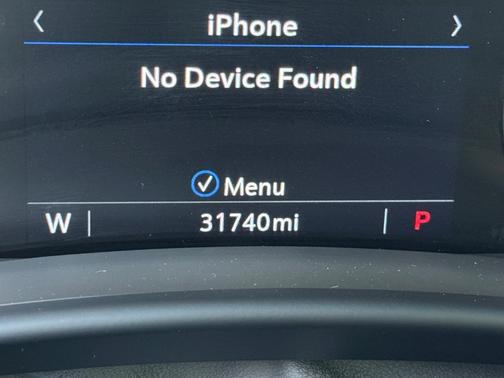 iPhone
No Device Found
Menu
W | 31740mi | P